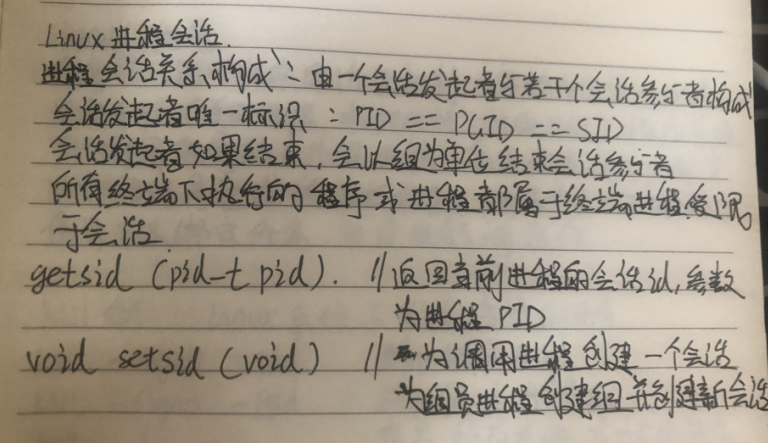 Linux 进程会话.
进程会话关系构成: 由一个会话发起者与若干个会话参与者构成
会话发起者唯一标识 : PID == PGID == SID
会话发起者如果结束, 会以组为单位结束会话参与者
所有终端下执行的程序或进程都属于终端进程,受限
于会话
getsid (pid_t pid). // 返回当前进程的会话id, 参数
为进程 PID
void setsid (void) // 为调用进程创建一个会话
为组员进程创建组并创建新会话